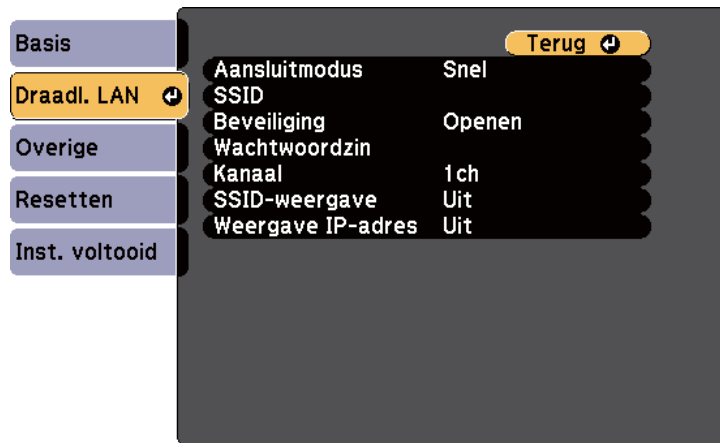 Basis
Draadl. LAN
Overige
Resetten
Inst. voltooid
Terug
Aansluitmodus Snel
SSID
Beveiliging Openen
Wachtwoordzin
Kanaal 1ch
SSID-weergave Uit
Weergave IP-adres Uit